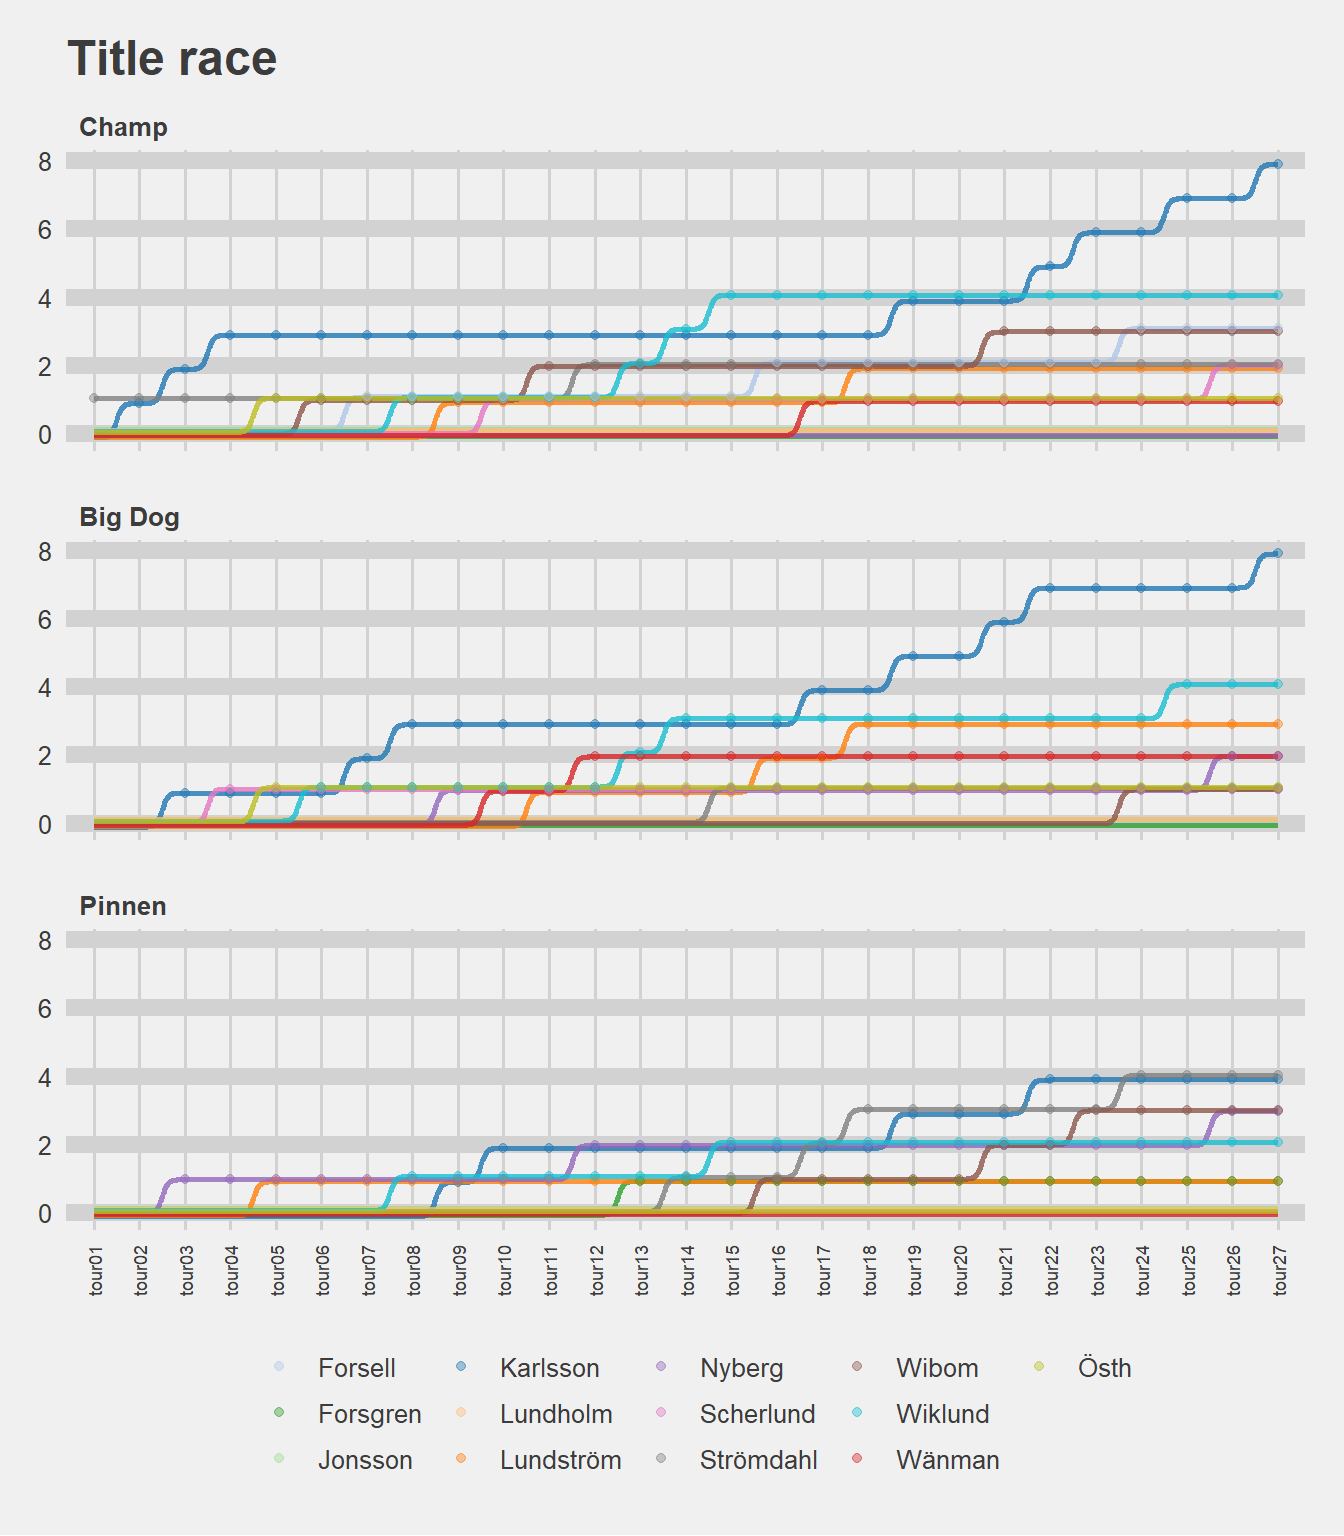 Title race
Champ
8
6
4
2
0
Big Dog
8
6
4
2
0
Pinnen
8
6
4
2
0
tour01 tour02 tour03 tour04 tour05 tour06 tour07 tour08 tour09 tour10 tour11 tour12 tour13 tour14 tour15 tour16 tour17 tour18 tour19 tour20 tour21 tour22 tour23 tour24 tour25 tour26 tour27
Forsell Karlsson Nyberg Wibom Östh
Forsgren Lundholm Scherlund Wiklund
Jonsson Lundström Strömdahl Wänman